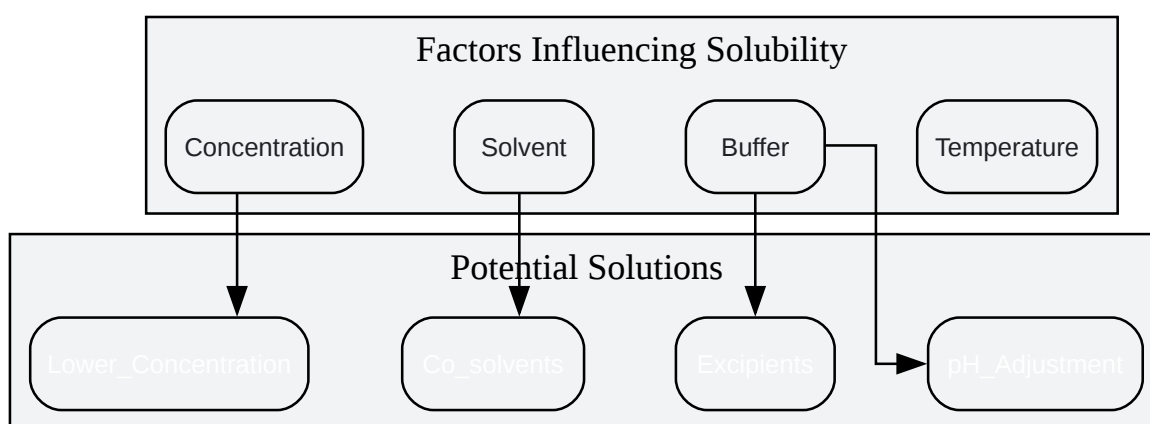 Factors Influencing Solubility
Concentration
Solvent
Buffer
Temperature
Potential Solutions
Lower_Concentration
Co_solvents
Excipients
pH_Adjustment